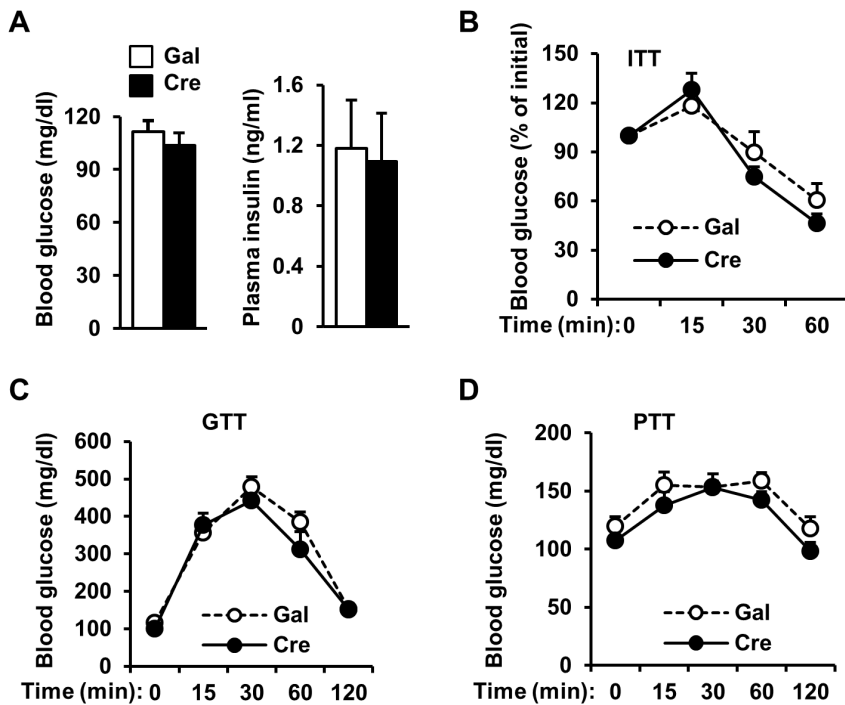 A
Gal
Cre
Blood glucose (mg/dl)
120
90
60
30
0
Plasma insulin (ng/ml)
1.6
1.2
0.8
0.4
0
B
ITT
Blood glucose (% of initial)
150
120
90
60
30
0
Gal
Cre
Time (min): 0 15 30 60
C
GTT
Blood glucose (mg/dl)
600
500
400
300
200
100
0
Gal
Cre
Time (min): 0 15 30 60 120
D
PTT
Blood glucose (mg/dl)
200
150
100
50
0
Gal
Cre
Time (min): 0 15 30 60 120